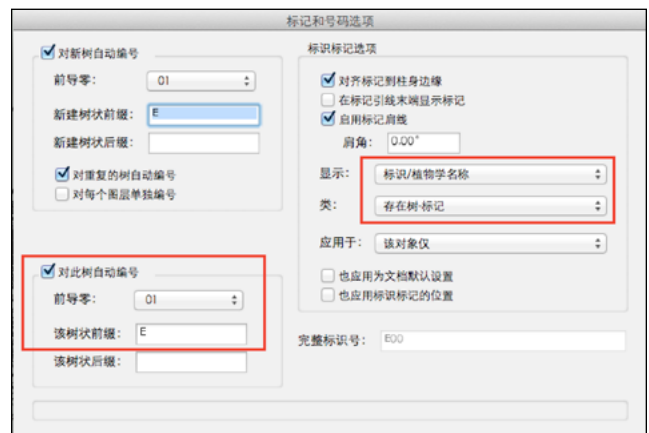 标记和号码选项
对新树自动编号
前导零： 01
新建树状前缀： E
新建树状后缀：
对重复的树自动编号
对每个图层单独编号
对此树自动编号
前导零： 01
该树状前缀： E
该树状后缀：
标识标记选项
对齐标记到柱身边缘
在标记引线末端显示标记
启用标记肩线
肩角： 0.00°
显示： 标识/植物学名称
类： 存在树-标记
应用于： 该对象仅
也应用为文档默认设置
也应用标识标记的位置
完整标识号： E00